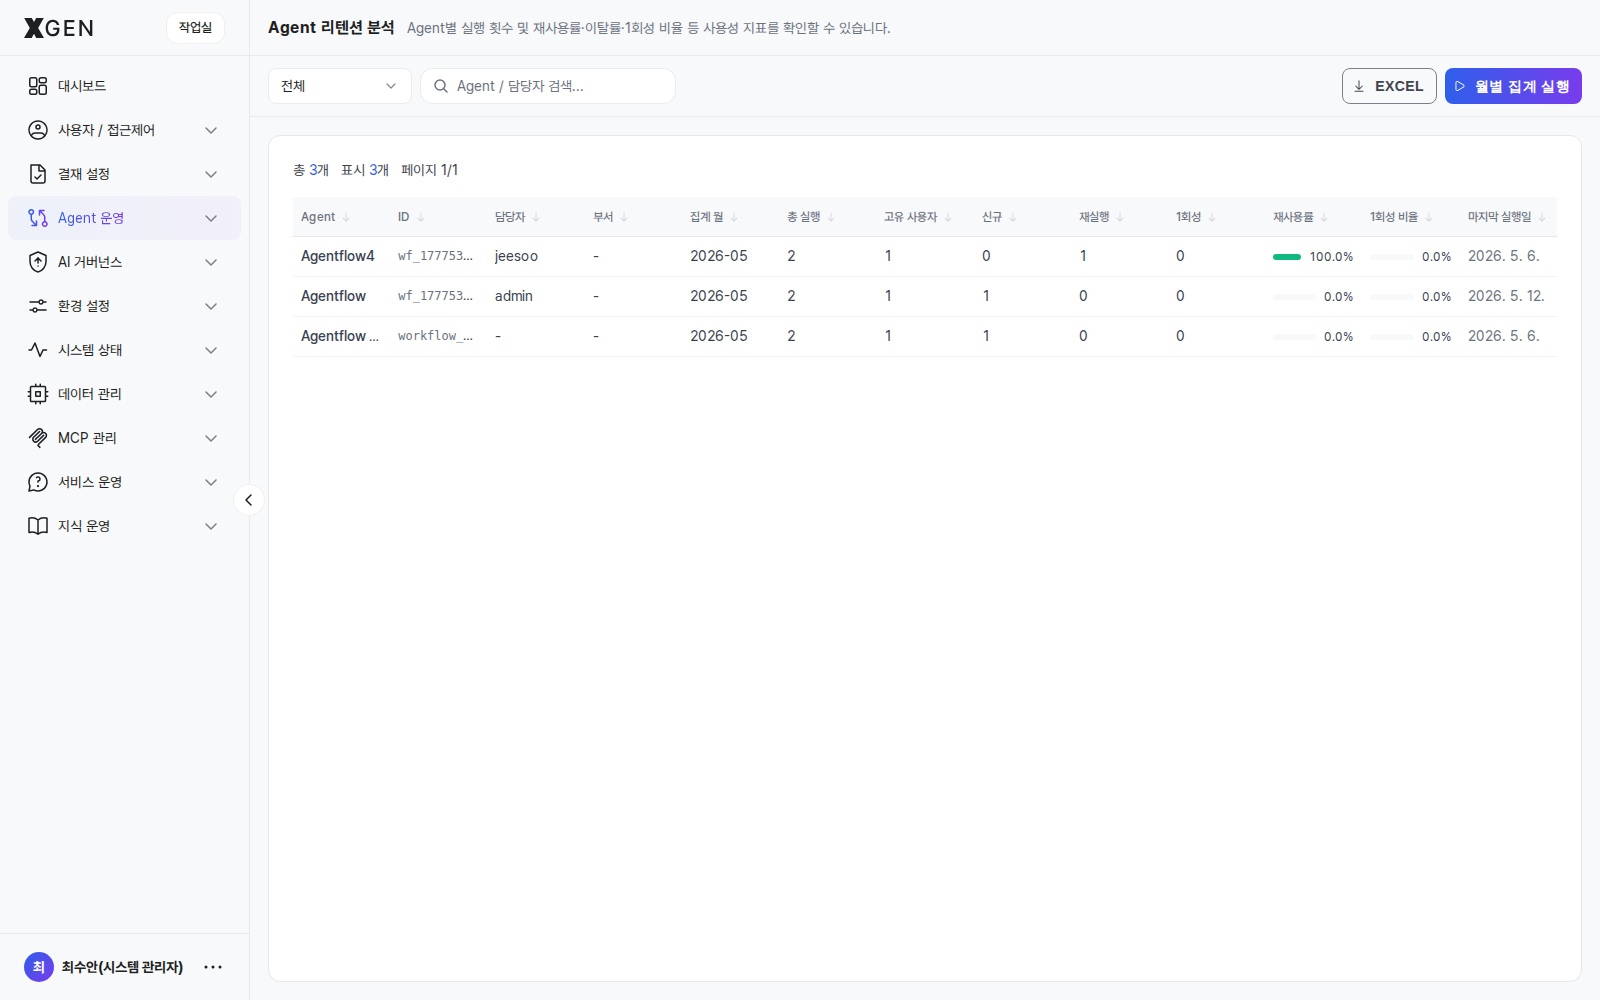 XGEN
작업실
대시보드
사용자 / 접근제어
결재 설정
Agent 운영
AI 거버넌스
환경 설정
시스템 상태
데이터 관리
MCP 관리
서비스 운영
지식 운영
최 최수안(시스템 관리자)
Agent 리텐션 분석 Agent별 실행 횟수 및 재사용률·이탈률·1회성 비율 등 사용성 지표를 확인할 수 있습니다.
전체 Agent / 담당자 검색... EXCEL 월별 집계 실행
총 3개 표시 3개 페이지 1/1
Agent ID 담당자 부서 집계 월 총 실행 고유 사용자 신규 재실행 1회성 재사용률 1회성 비율 마지막 실행일
Agentflow4 wf_177753... jeesoo - 2026-05 2 1 0 1 0 100.0% 0.0% 2026. 5. 6.
Agentflow wf_177753... admin - 2026-05 2 1 1 0 0 0.0% 0.0% 2026. 5. 12.
Agentflow ... workflow_... - - 2026-05 2 1 1 0 0 0.0% 0.0% 2026. 5. 6.